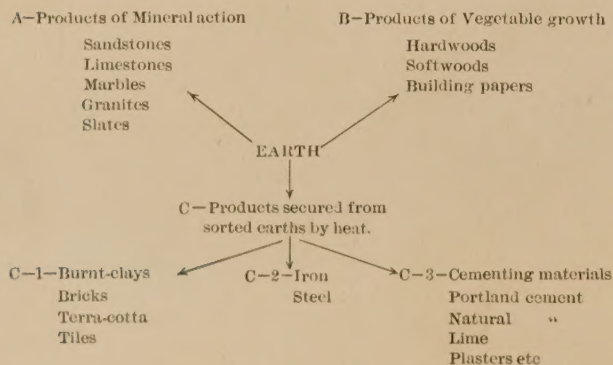 A—Products of Mineral action
Sandstones
Limestones
Marbles
Granites
Slates
B—Products of Vegetable growth
Hardwoods
Softwoods
Building papers
EARTH
C—Products secured from
sorted earths by heat.
C—1—Burnt-clays
Bricks
Terra-cotta
Tiles
C—2—Iron
Steel
C—3—Cementing materials
Portland cement
Natural “
Lime
Plasters etc